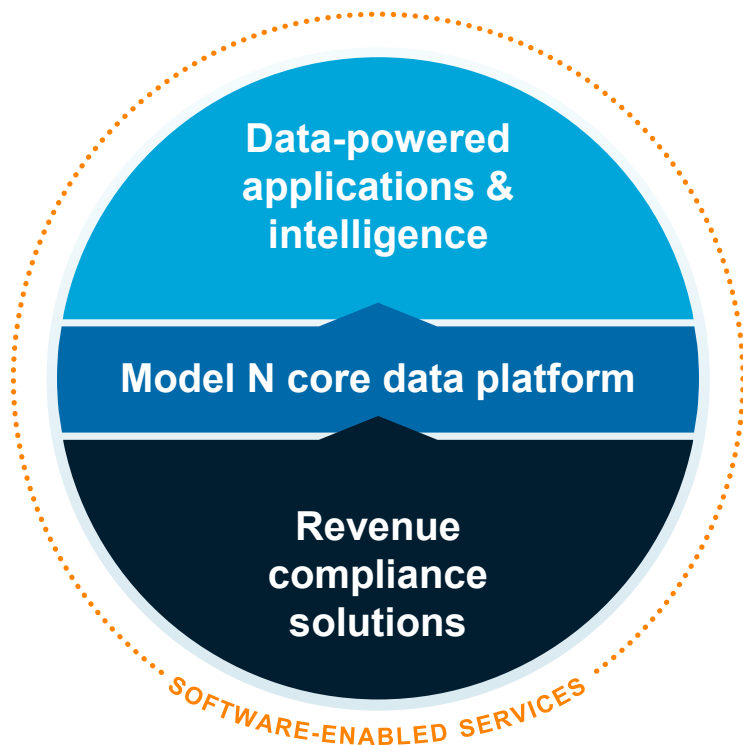 Data-powered
applications &
intelligence
Model N core data platform
Revenue
compliance
solutions
SOFTWARE-ENABLED SERVICES